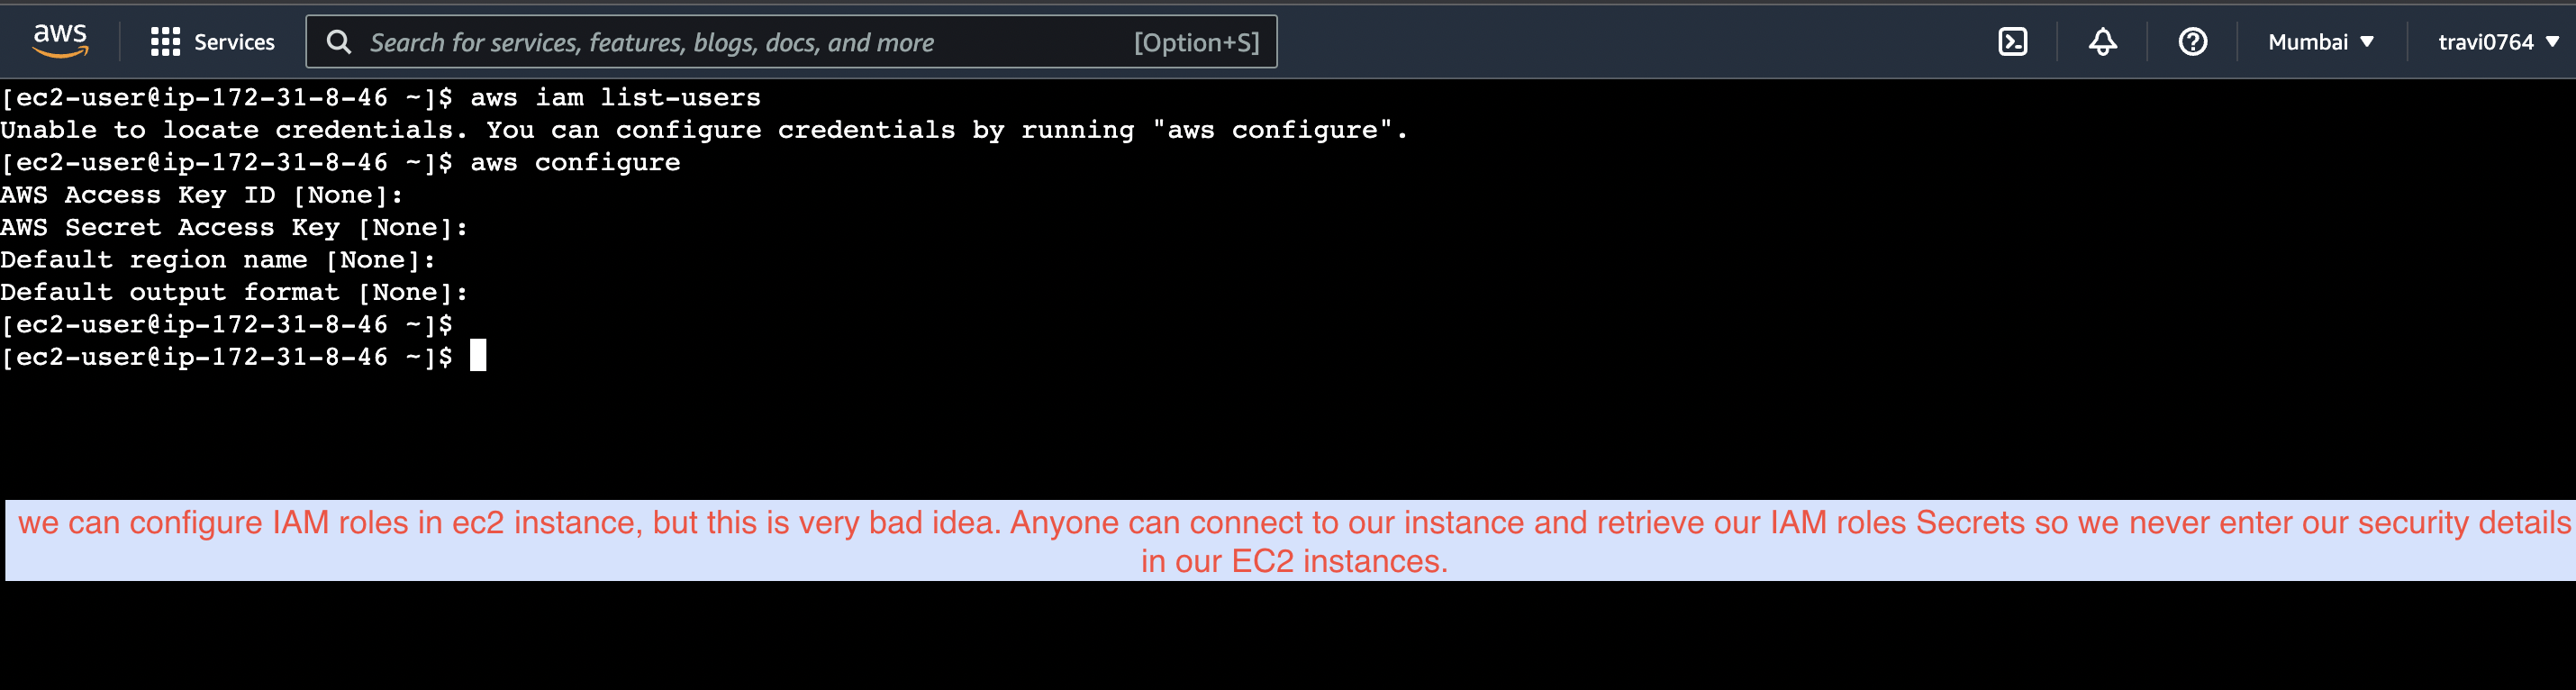 aws Services Search for services, features, blogs, docs, and more [Option+S] Mumbai ▼ travi0764 ▼
[ec2-user@ip-172-31-8-46 ~]$ aws iam list-users
Unable to locate credentials. You can configure credentials by running "aws configure".
[ec2-user@ip-172-31-8-46 ~]$ aws configure
AWS Access Key ID [None]:
AWS Secret Access Key [None]:
Default region name [None]:
Default output format [None]:
[ec2-user@ip-172-31-8-46 ~]$
[ec2-user@ip-172-31-8-46 ~]$
we can configure IAM roles in ec2 instance, but this is very bad idea. Anyone can connect to our instance and retrieve our IAM roles Secrets so we never enter our security details
in our EC2 instances.